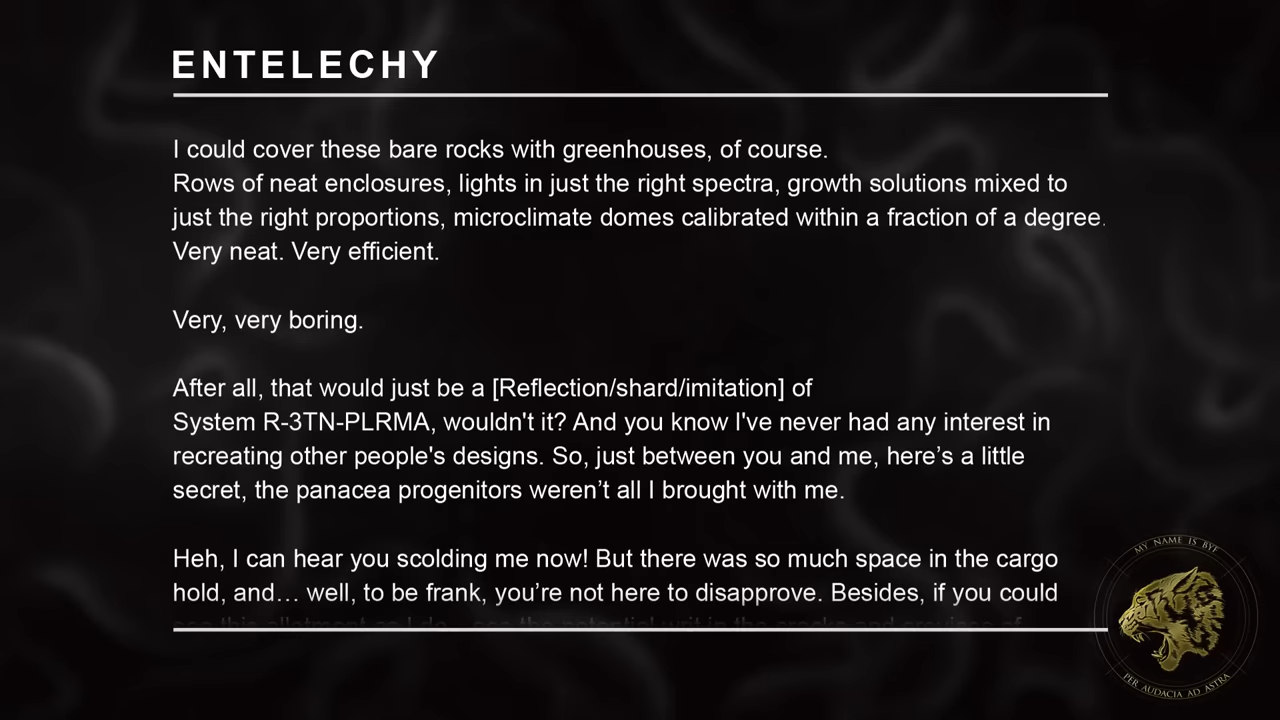 ENTELECHY
I could cover these bare rocks with greenhouses, of course.
Rows of neat enclosures, lights in just the right spectra, growth solutions mixed to
just the right proportions, microclimate domes calibrated within a fraction of a degree.
Very neat. Very efficient.
Very, very boring.
After all, that would just be a [Reflection/shard/imitation] of
System R-3TN-PLRMA, wouldn't it? And you know I've never had any interest in
recreating other people's designs. So, just between you and me, here’s a little
secret, the panacea progenitors weren’t all I brought with me.
Heh, I can hear you scolding me now! But there was so much space in the cargo
hold, and… well, to be frank, you’re not here to disapprove. Besides, if you could
MY NAME IS BYF
PER AUDACIA AD ASTRA